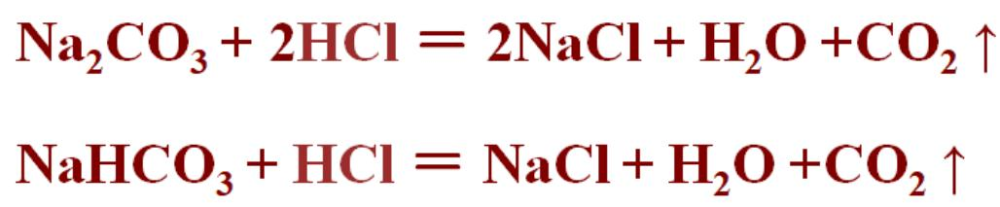 Na₂CO₃ + 2HCl = 2NaCl + H₂O +CO₂ ↑
NaHCO₃ + HCl = NaCl + H₂O +CO₂ ↑